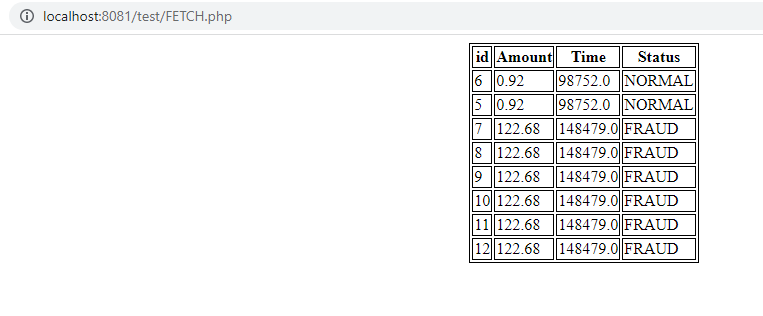 localhost:8081/test/FETCH.php
id Amount Time Status
6 0.92 98752.0 NORMAL
5 0.92 98752.0 NORMAL
7 122.68 148479.0 FRAUD
8 122.68 148479.0 FRAUD
9 122.68 148479.0 FRAUD
10 122.68 148479.0 FRAUD
11 122.68 148479.0 FRAUD
12 122.68 148479.0 FRAUD